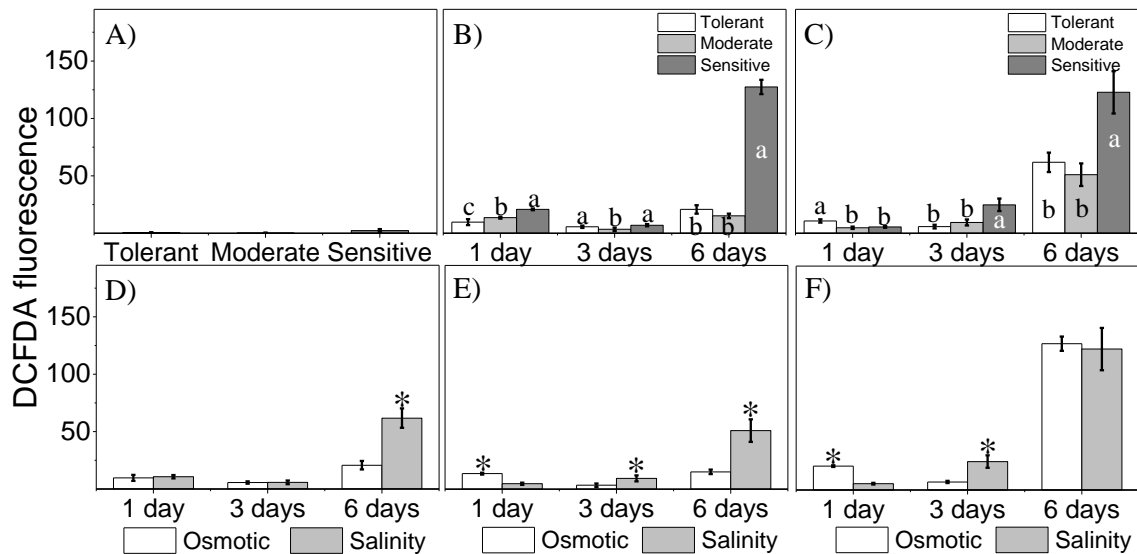 DCFDA fluorescence
A)
150
100
50
Tolerant Moderate Sensitive
B)
Tolerant
Moderate
Sensitive
c b a
a b a
b b a
1 day 3 days 6 days
C)
Tolerant
Moderate
Sensitive
a b b
b b a
b b a
1 day 3 days 6 days
D)
150
100
50
*
1 day 3 days 6 days
Osmotic Salinity
E)
* * *
1 day 3 days 6 days
Osmotic Salinity
F)
* *
1 day 3 days 6 days
Osmotic Salinity